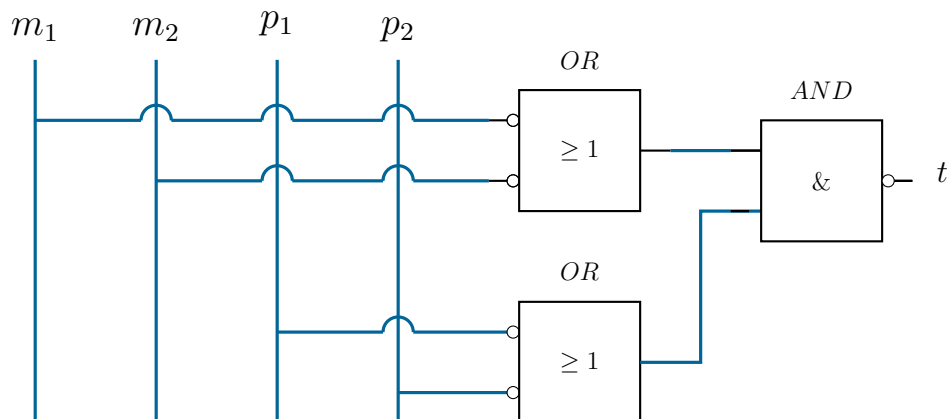 m₁ m₂ p₁ p₂
OR
AND
≥ 1
&
t
OR
≥ 1